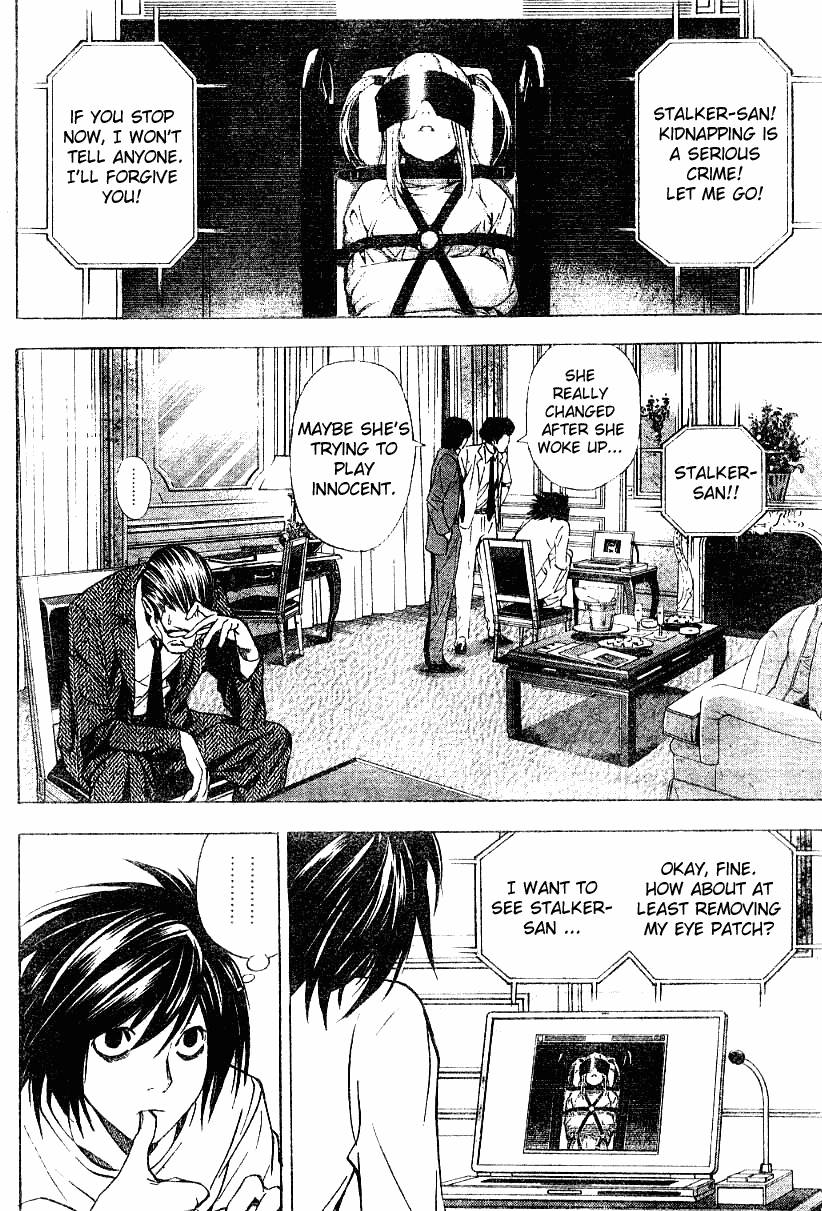 STALKER-SAN!
KIDNAPPING IS
A SERIOUS
CRIME!
LET ME GO!
IF YOU STOP
NOW, I WON'T
TELL ANYONE.
I'LL FORGIVE
YOU!
STALKER-
SAN!!
SHE
REALLY
CHANGED
AFTER SHE
WOKE UP...
MAYBE SHE'S
TRYING TO
PLAY
INNOCENT.
.......
OKAY, FINE.
HOW ABOUT AT
LEAST REMOVING
MY EYE PATCH?
I WANT TO
SEE STALKER-
SAN ...
.........